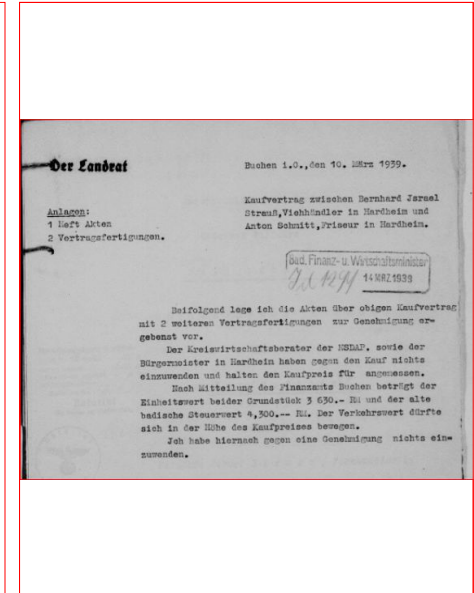 Der Landrat
Buchen i.O., den 10. März 1939.
Anlagen:
1 Heft Akten
2 Vertragsfertigungen.
Kaufvertrag zwischen Bernhard Jsrael
Strauß, Viehhändler in Hardheim und
Anton Schmitt, Friseur in Hardheim.
Bad. Finanz- u. Wirtschaftsminister
14 MRZ. 1939
Beifolgend lege ich die Akten über obigen Kaufvertrag
mit 2 weiteren Vertragsfertigungen zur Genehmigung er-
gebenst vor.
Der Kreiswirtschaftsberater der NSDAP. sowie der
Bürgermeister in Hardheim haben gegen den Kauf nichts
einzuwenden und halten den Kaufpreis für angemessen.
Nach Mitteilung des Finanzamts Buchen beträgt der
Einheitswert beider Grundstück 3 630.- RM und der alte
badische Steuerwert 4,300.-- RM. Der Verkehrswert dürfte
sich in der Höhe des Kaufpreises bewegen.
Jch habe hiernach gegen eine Genehmigung nichts ein-
zuwenden.